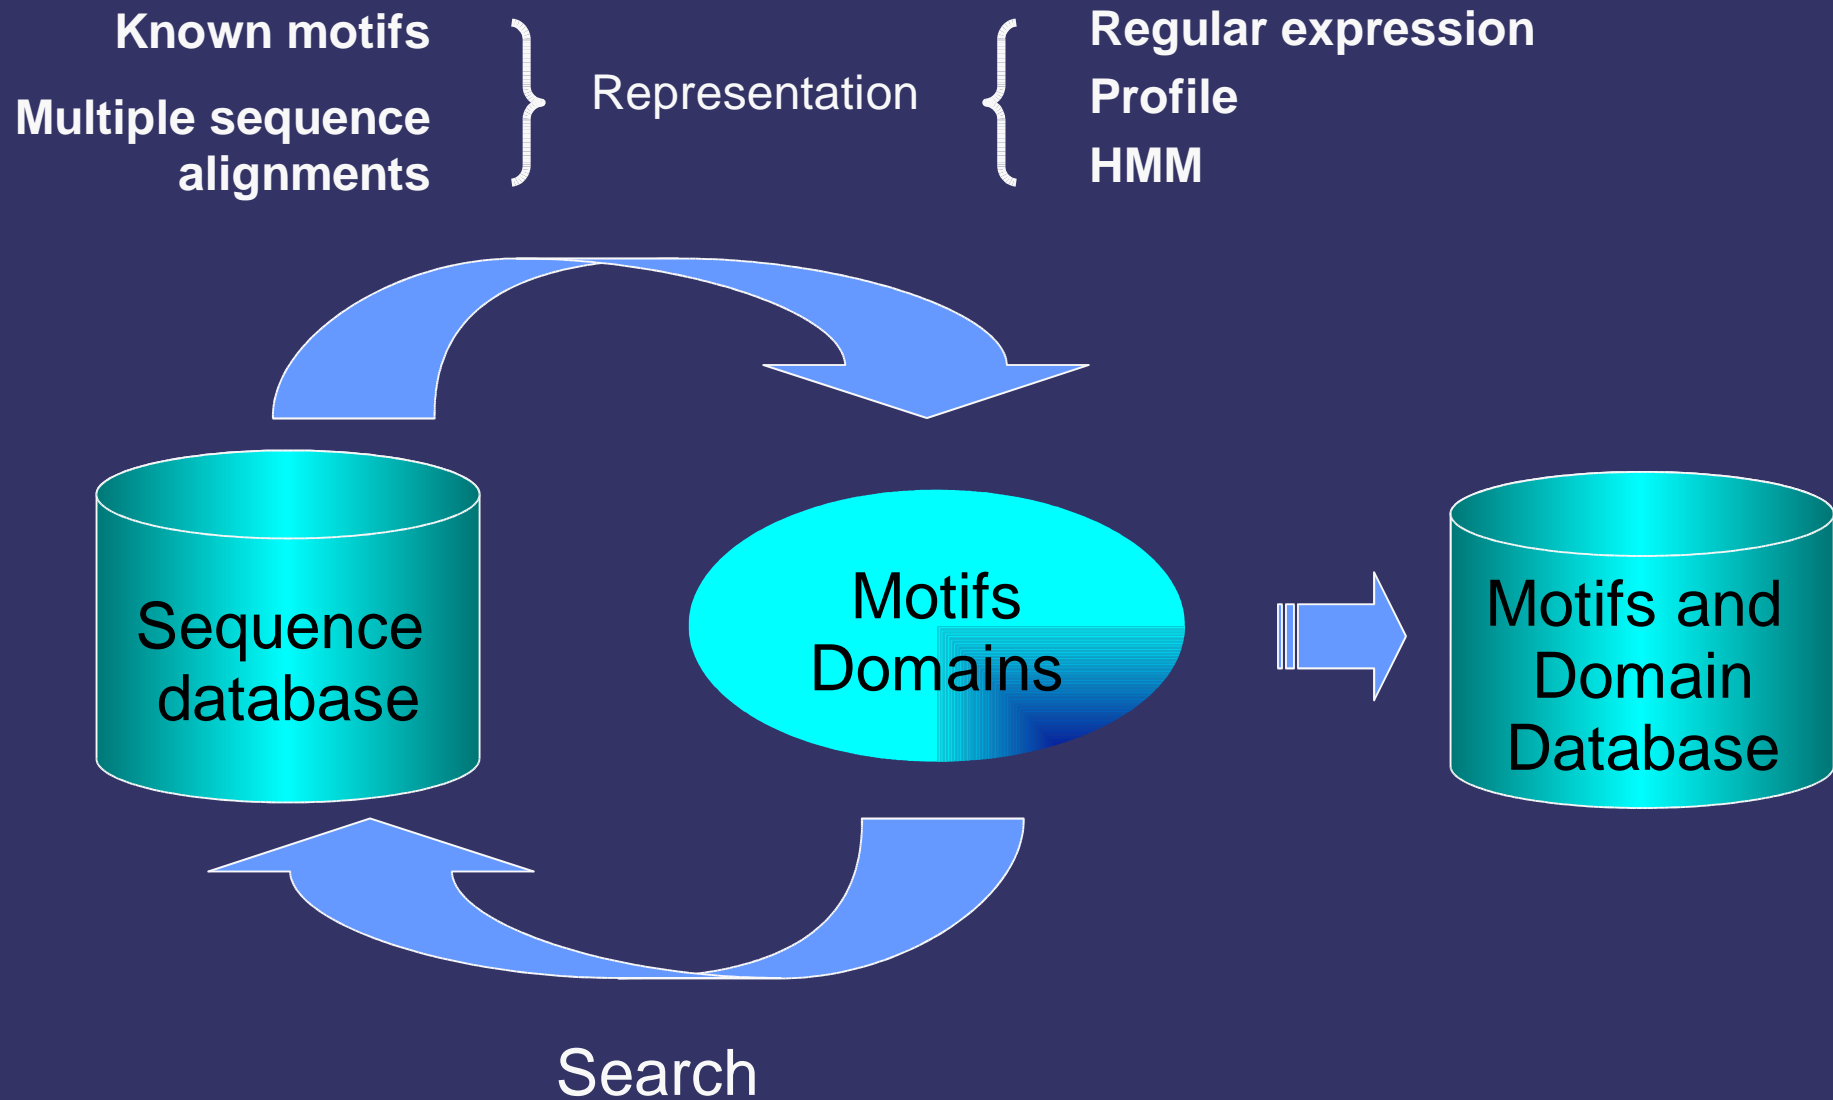 Known motifs
Multiple sequence
alignments
Representation
Regular expression
Profile
HMM
Sequence
database
Motifs
Domains
Motifs and
Domain
Database
Search